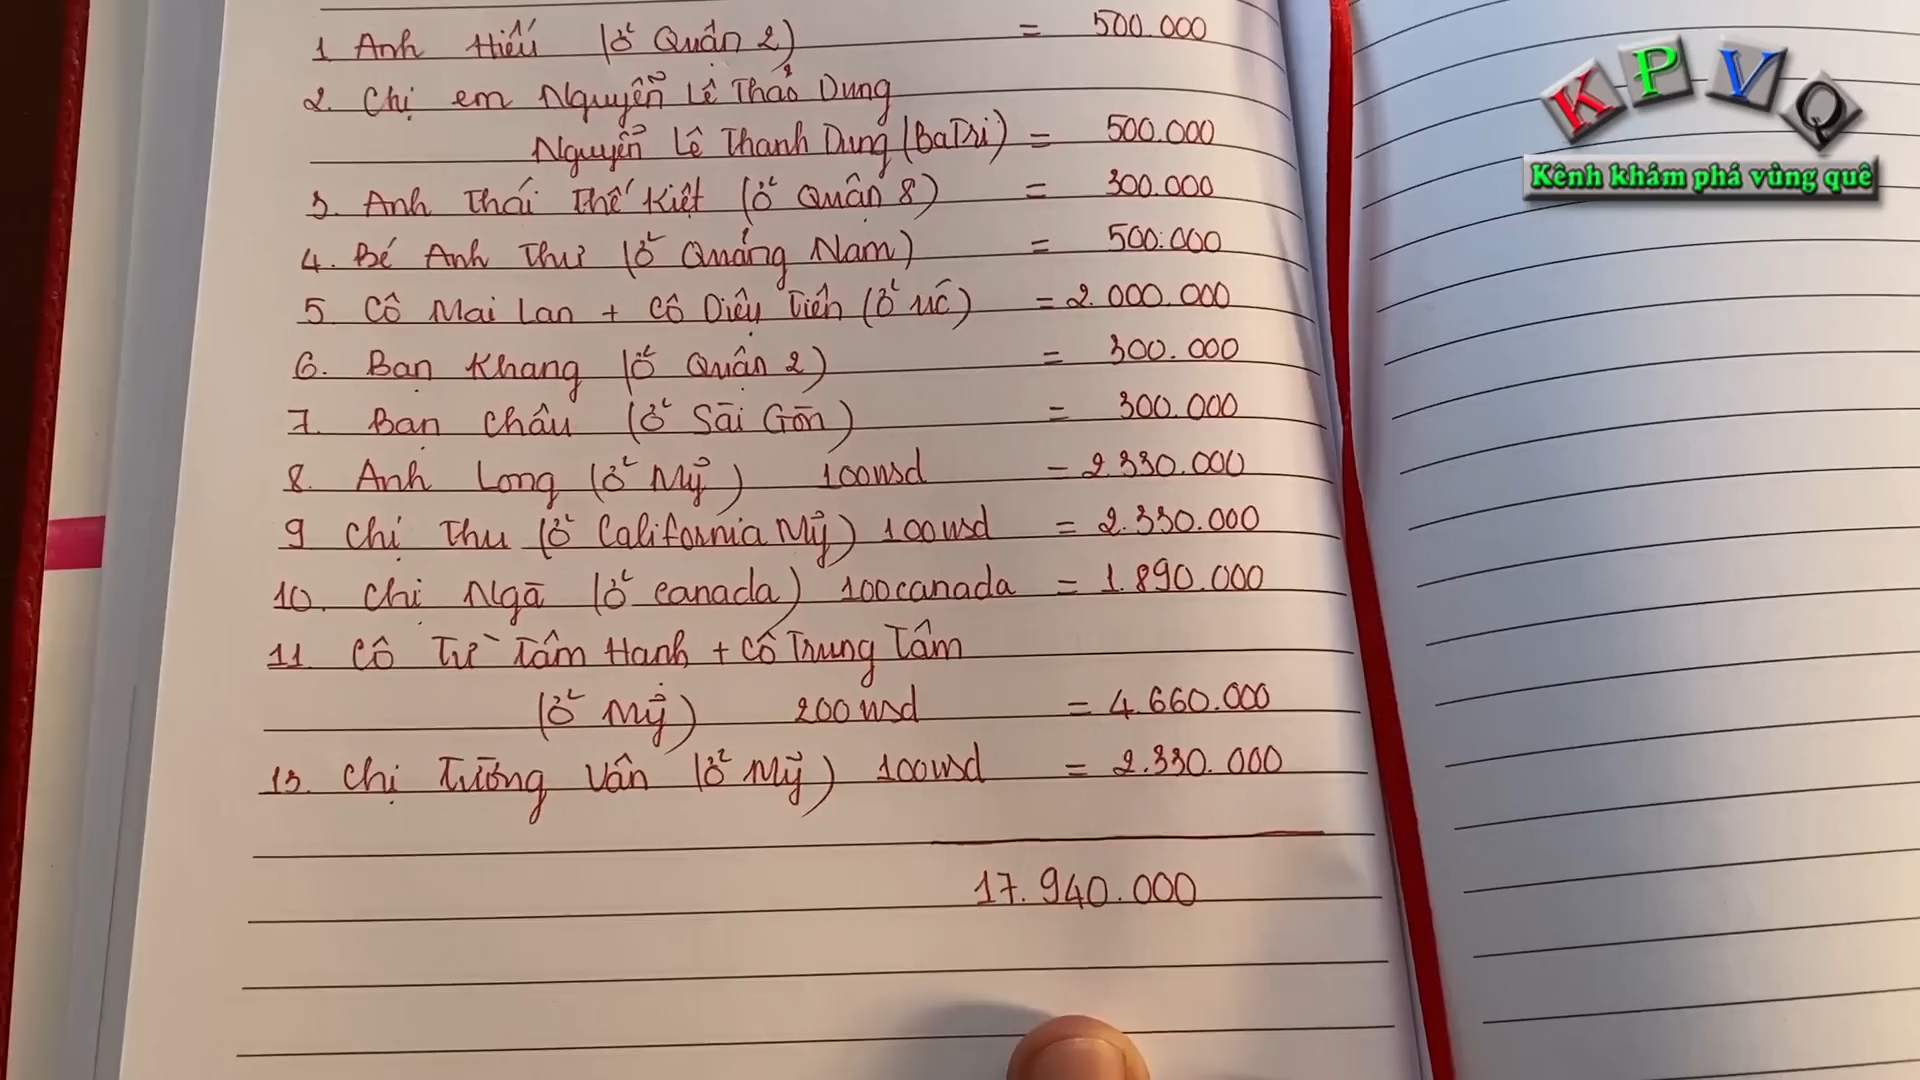 1 Anh Hiếu (ở Quận 2) = 500.000
2. Chị em Nguyễn Lê Thảo Dung
Nguyễn Lê Thanh Dung (Ba Tri) = 500.000
3. Anh Thái Thế Kiệt (ở Quận 8) = 300.000
4. Bé Anh Thư (ở Quảng Nam) = 500.000
5 Cô Mai Lan + Cô Diệu Tiên (ở Úc) = 2.000.000
6. Bạn Khang (ở Quận 2) = 300.000
7. Bạn Châu (ở Sài Gòn) = 300.000
8. Anh Long (ở Mỹ) 100usd = 2.330.000
9 Chị Thu (ở California Mỹ) 100usd = 2.330.000
10. Chị Ngà (ở canada) 100canada = 1.890.000
11 Cô Từ Tâm Hạnh + Cô Trung Tâm
(ở Mỹ) 200usd = 4.660.000
13. Chị Tường Vân (ở Mỹ) 100usd = 2.330.000
17.940.000
KPVQ
Kênh khám phá vùng quê